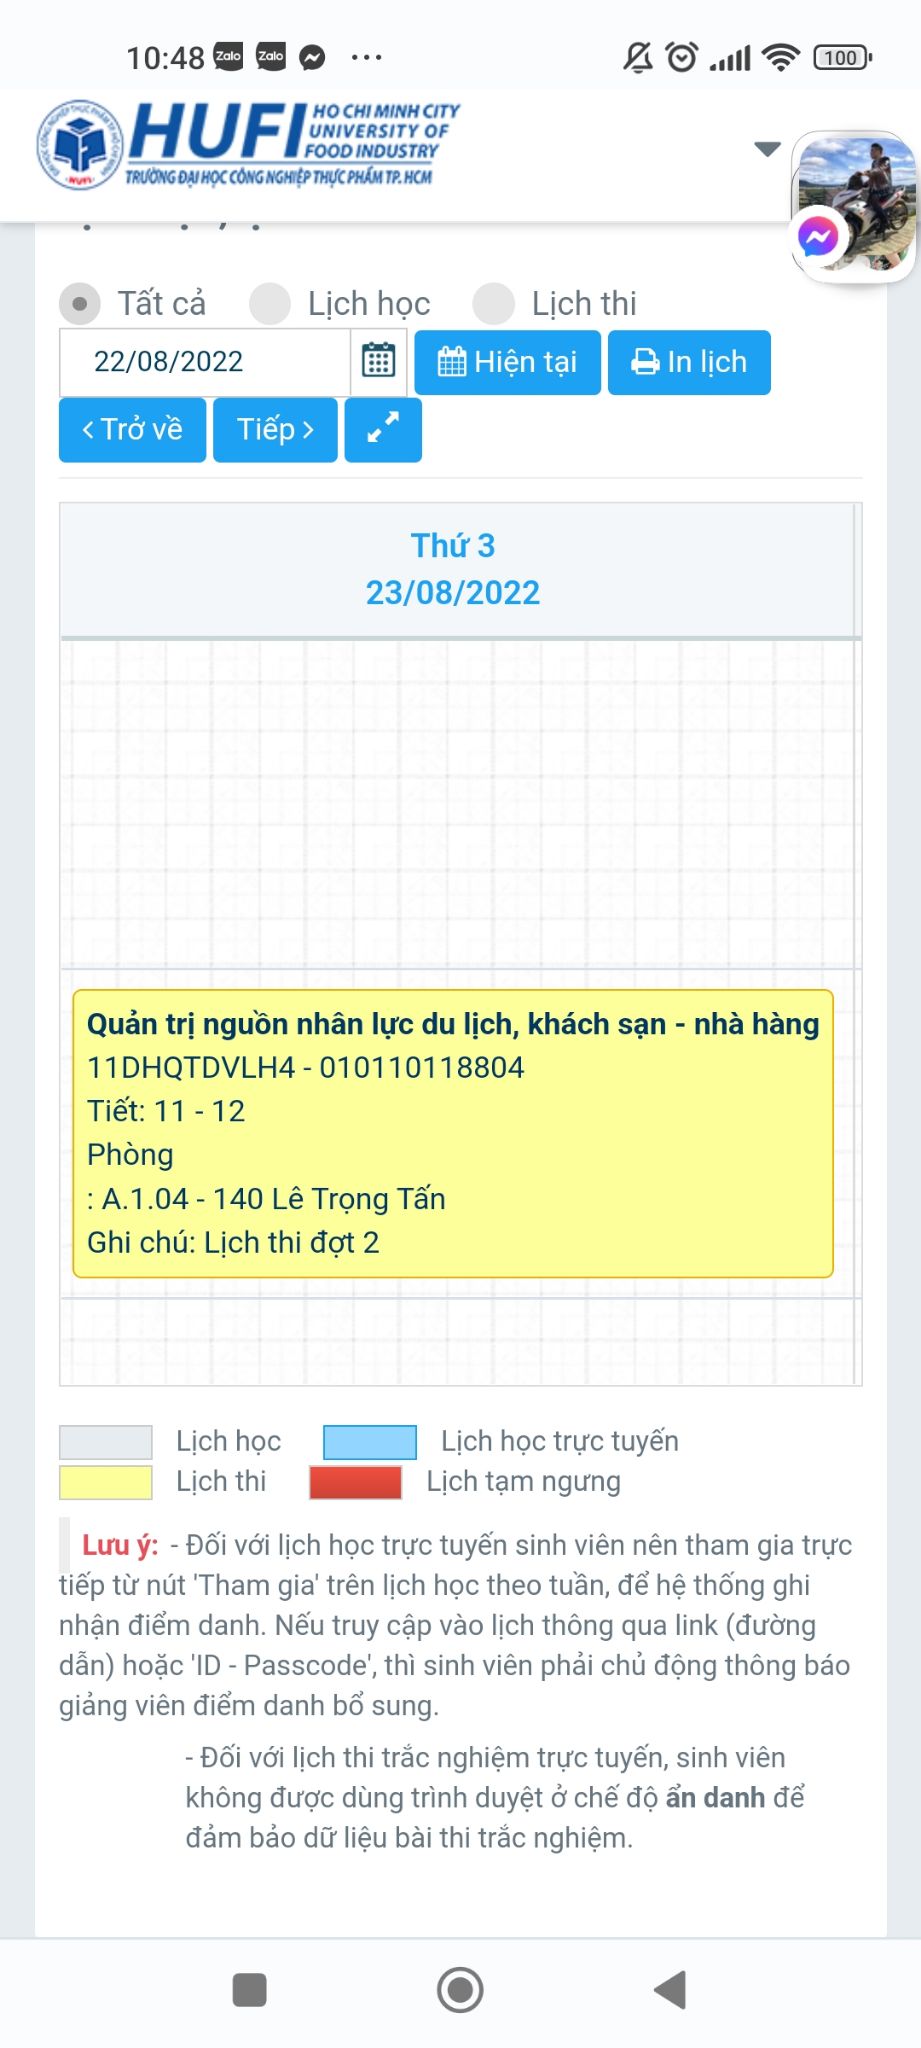 10:48 Zalo Zalo ... 100
HUFI HO CHI MINH CITY
UNIVERSITY OF
FOOD INDUSTRY
TRƯỜNG ĐẠI HỌC CÔNG NGHIỆP THỰC PHẨM TP. HCM
Tất cả Lịch học Lịch thi
22/08/2022 Hiện tại In lịch
Trở về Tiếp
Thứ 3
23/08/2022
Quản trị nguồn nhân lực du lịch, khách sạn - nhà hàng
11DHQTDVLH4 - 010110118804
Tiết: 11 - 12
Phòng
: A.1.04 - 140 Lê Trọng Tấn
Ghi chú: Lịch thi đợt 2
Lịch học Lịch học trực tuyến
Lịch thi Lịch tạm ngưng
Lưu ý: - Đối với lịch học trực tuyến sinh viên nên tham gia trực
tiếp từ nút 'Tham gia' trên lịch học theo tuần, để hệ thống ghi
nhận điểm danh. Nếu truy cập vào lịch thông qua link (đường
dẫn) hoặc 'ID - Passcode', thì sinh viên phải chủ động thông báo
giảng viên điểm danh bổ sung.
- Đối với lịch thi trắc nghiệm trực tuyến, sinh viên
không được dùng trình duyệt ở chế độ ẩn danh để
đảm bảo dữ liệu bài thi trắc nghiệm.